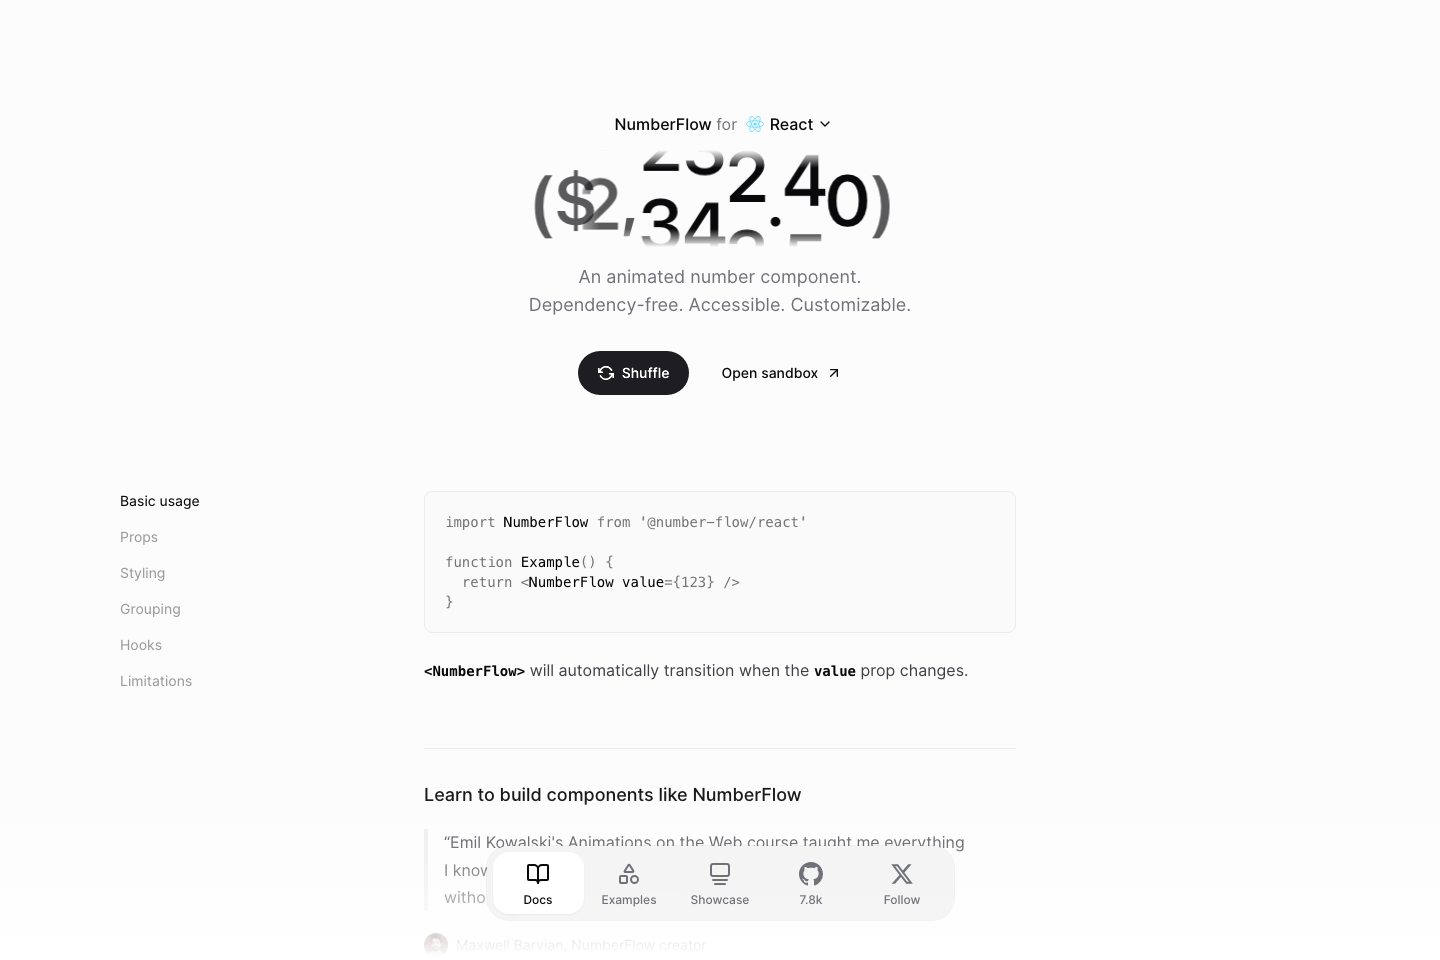 NumberFlow for React
An animated number component.
Dependency-free. Accessible. Customizable.
Shuffle
Open sandbox
Basic usage
Props
Styling
Grouping
Hooks
Limitations
import NumberFlow from '@number-flow/react'
function Example() {
  return <NumberFlow value={123} />
}
<NumberFlow> will automatically transition when the value prop changes.
Learn to build components like NumberFlow
“Emil Kowalski's Animations on the Web course taught me everything
I know
witho
Docs
Examples
Showcase
7.8k
Follow
Maxwell Barvian, NumberFlow creator